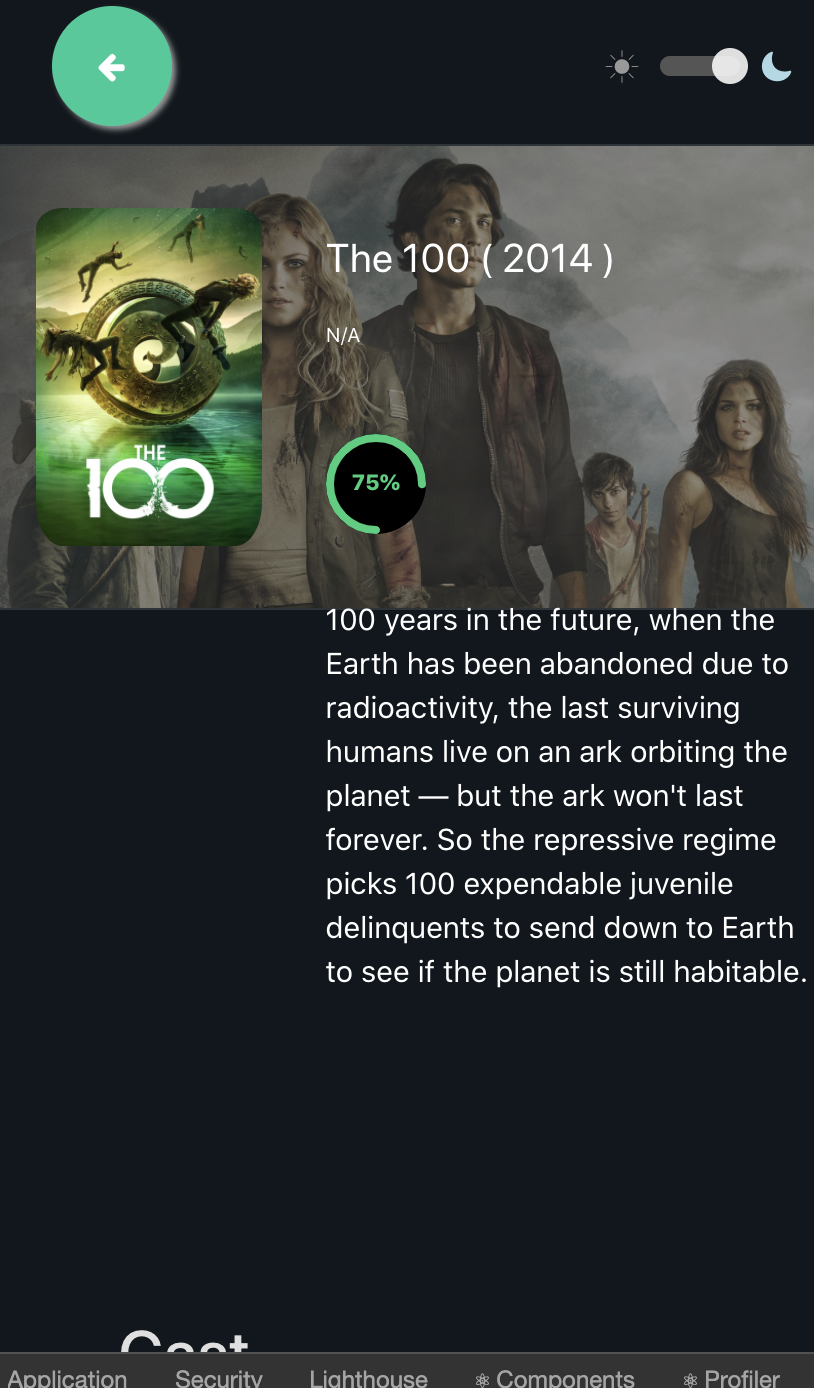 The 100 ( 2014 )
N/A
THE
100
75%
100 years in the future, when the
Earth has been abandoned due to
radioactivity, the last surviving
humans live on an ark orbiting the
planet — but the ark won't last
forever. So the repressive regime
picks 100 expendable juvenile
delinquents to send down to Earth
to see if the planet is still habitable.
Cast
Application Security Lighthouse ⚛ Components ⚛ Profiler